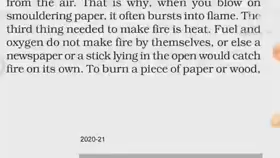 from the air. That is why, when you blow on
smouldering paper, it often bursts into flame. The
third thing needed to make fire is heat. Fuel and
oxygen do not make fire by themselves, or else a
newspaper or a stick lying in the open would catch
fire on its own. To burn a piece of paper or wood,
2020-21